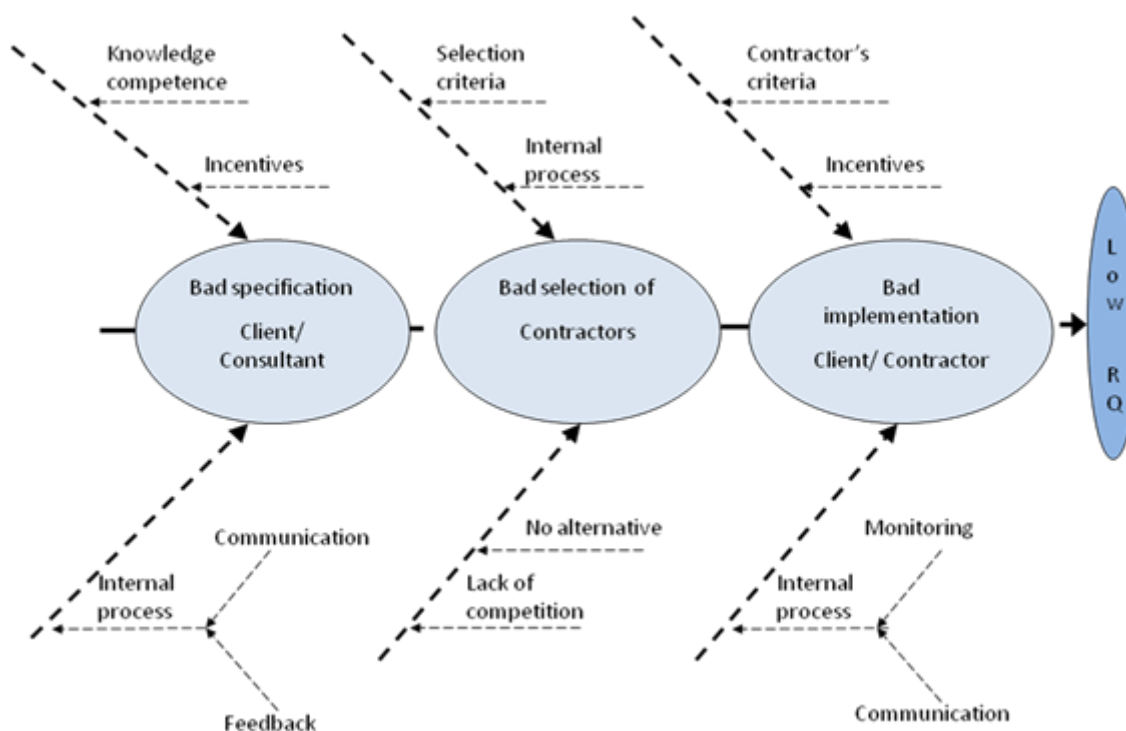 Knowledge
competence
Incentives
Selection
criteria
Internal
process
Contractor's
criteria
Incentives
Bad specification
Client/
Consultant
Bad selection of
Contractors
Bad
implementation
Client/ Contractor
L
o
w
R
Q
Communication
Internal
process
Feedback
No alternative
Lack of
competition
Monitoring
Internal
process
Communication